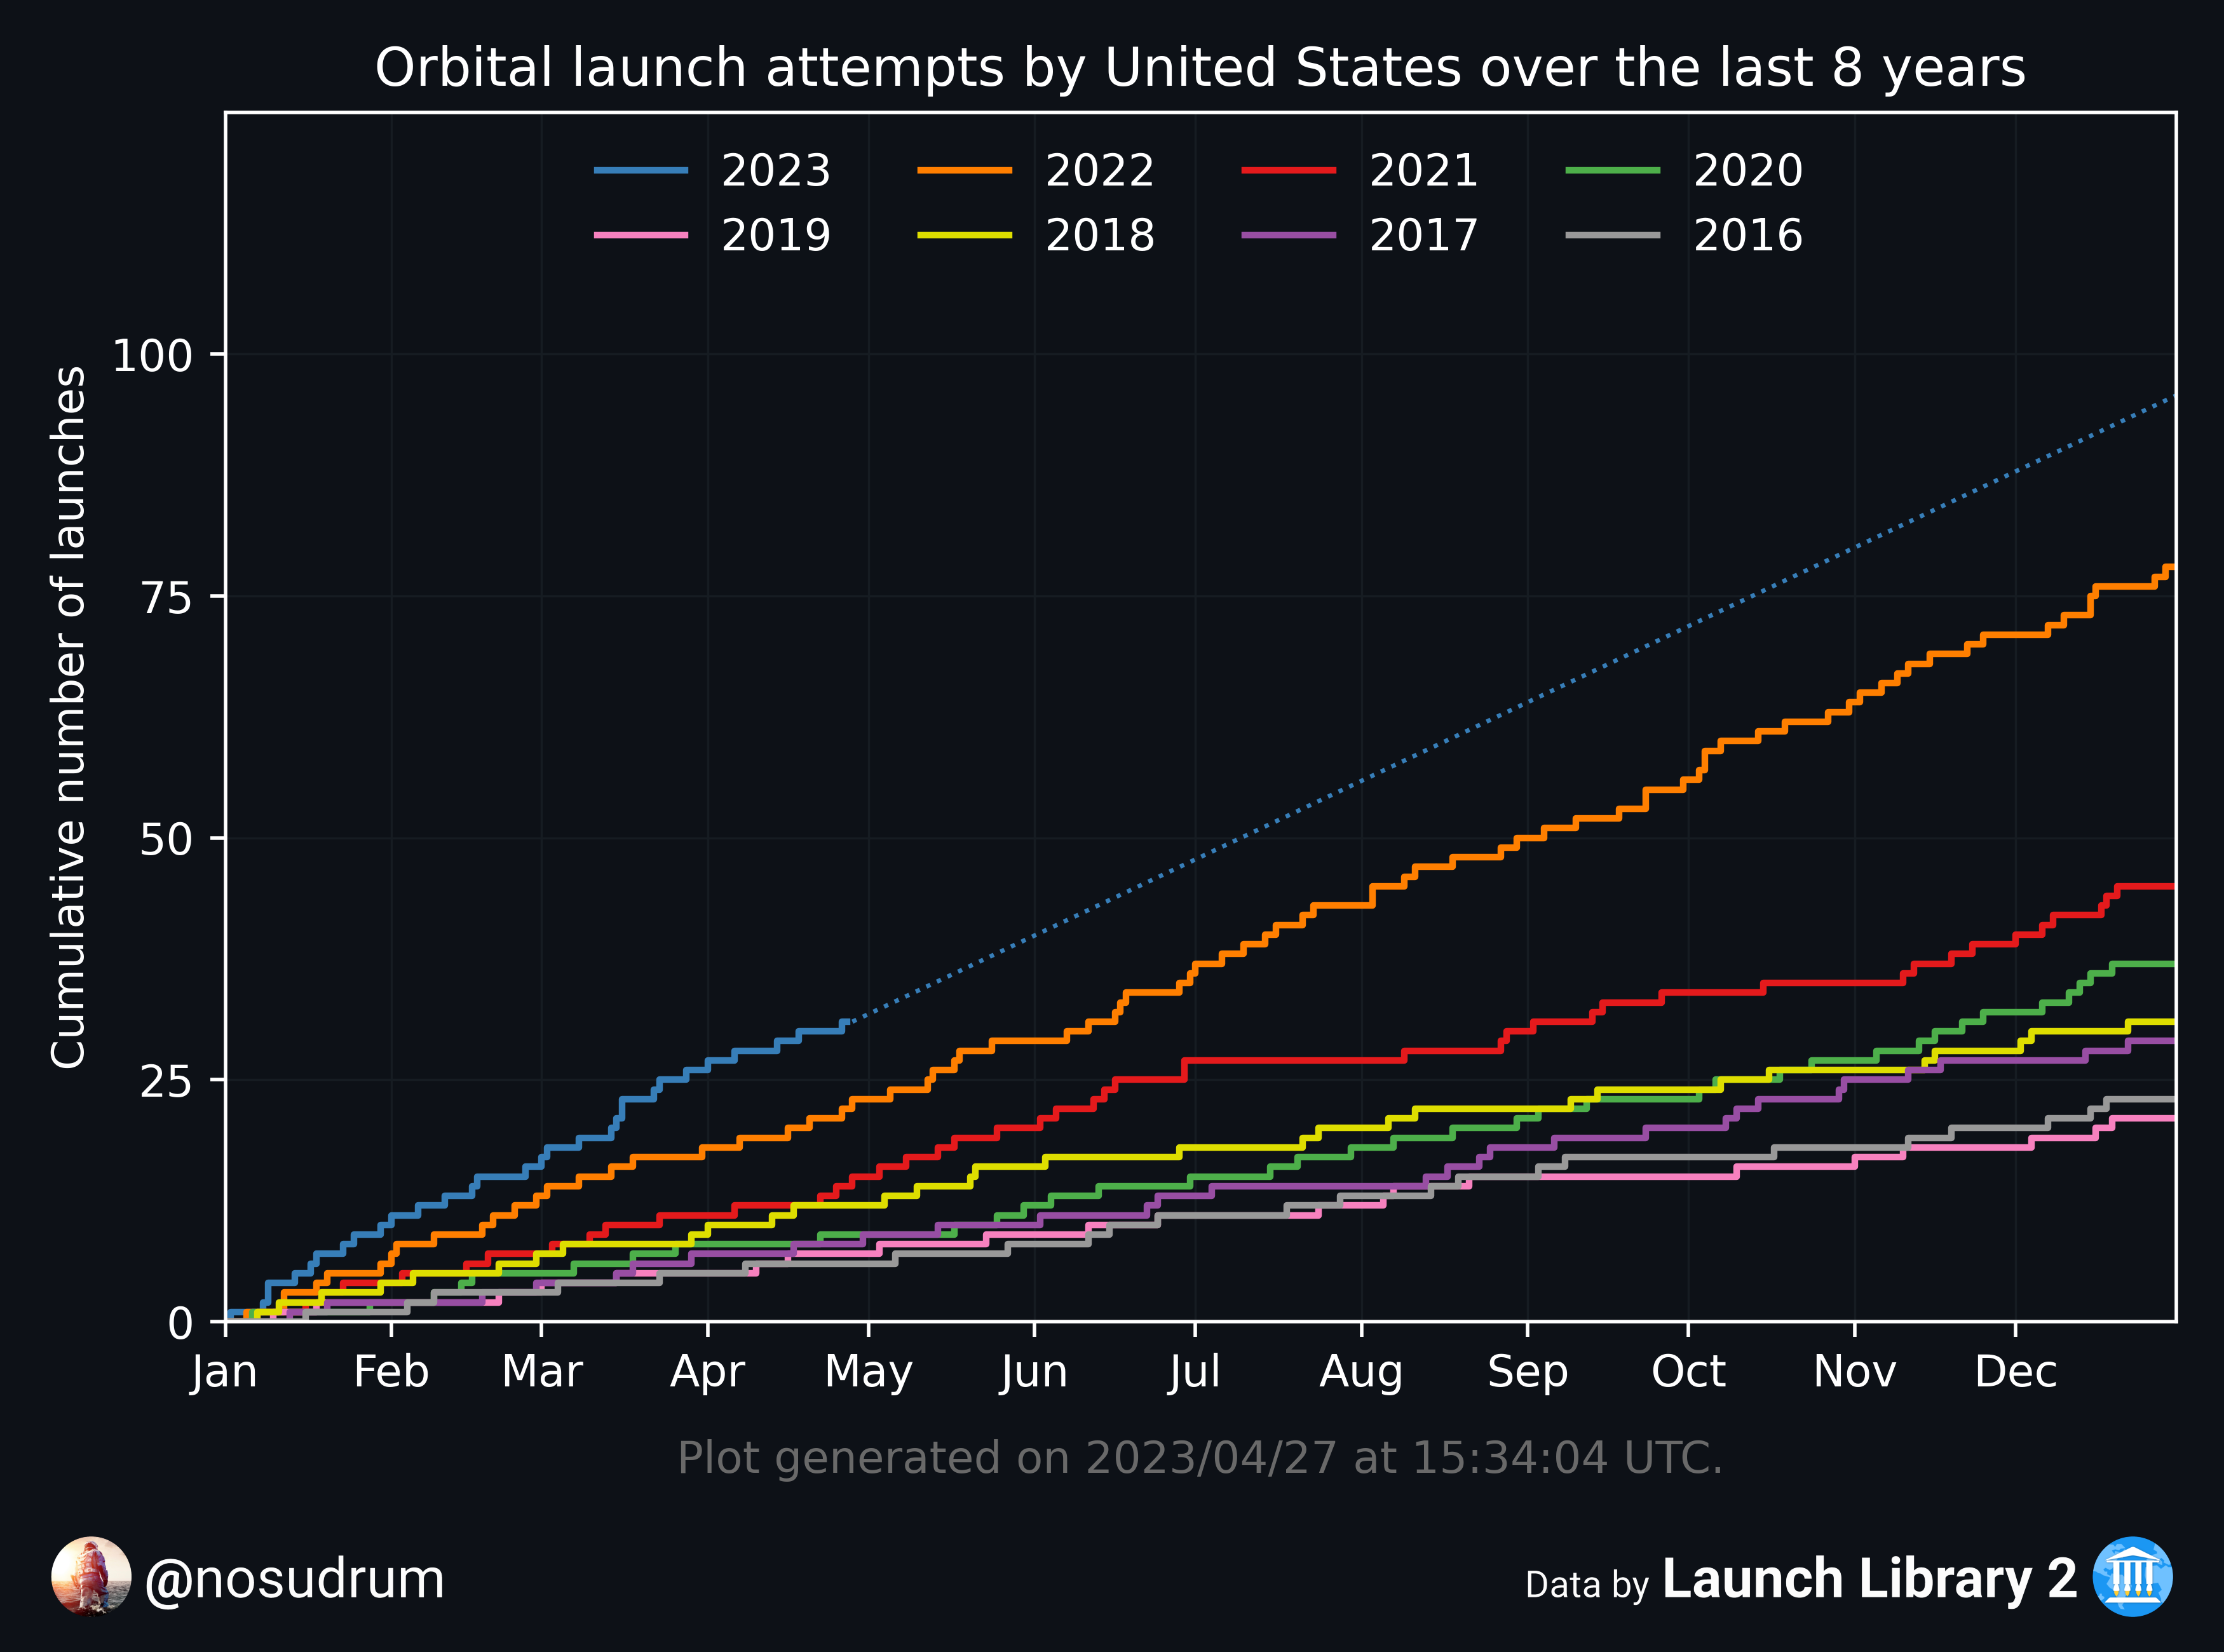 Orbital launch attempts by United States over the last 8 years
2023 2022 2021 2020
2019 2018 2017 2016
Cumulative number of launches
100
75
50
25
0
Jan Feb Mar Apr May Jun Jul Aug Sep Oct Nov Dec
Plot generated on 2023/04/27 at 15:34:04 UTC.
@nosudrum
Data by Launch Library 2